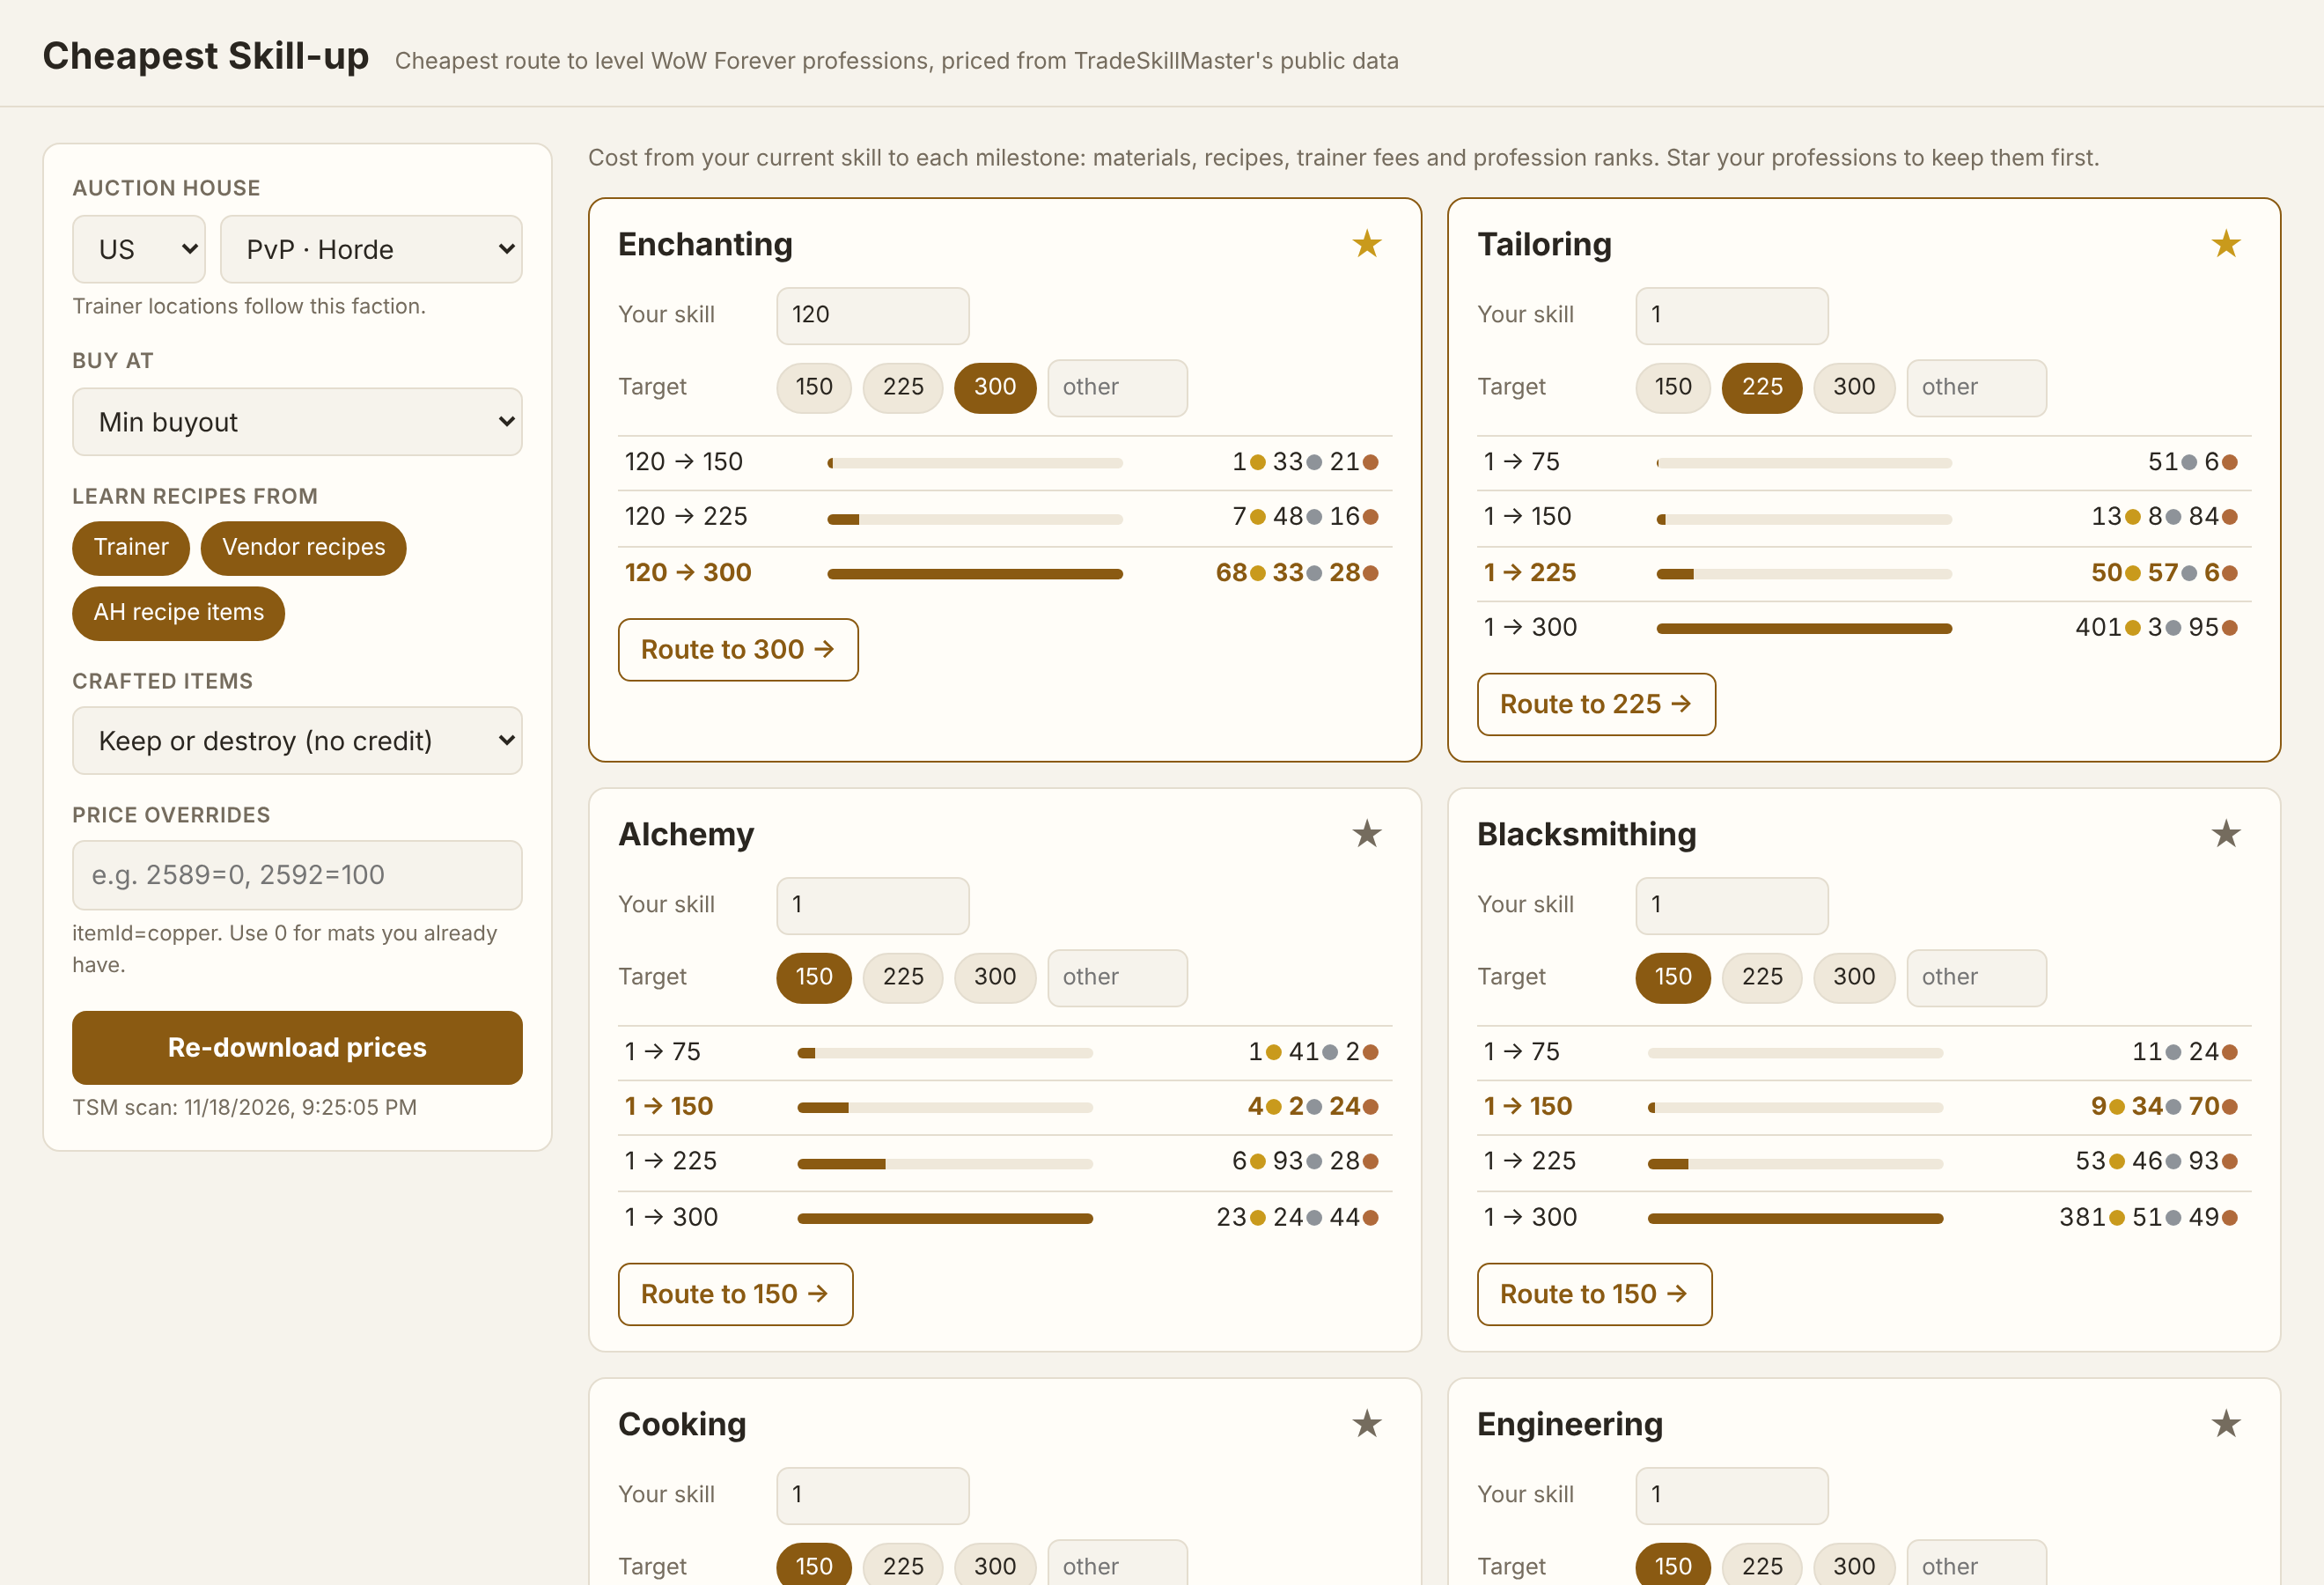 Cheapest Skill-up
Cheapest route to level WoW Forever professions, priced from TradeSkillMaster's public data
AUCTION HOUSE
US
PvP · Horde
Trainer locations follow this faction.
BUY AT
Min buyout
LEARN RECIPES FROM
Trainer
Vendor recipes
AH recipe items
CRAFTED ITEMS
Keep or destroy (no credit)
PRICE OVERRIDES
e.g. 2589=0, 2592=100
itemId=copper. Use 0 for mats you already
have.
Re-download prices
TSM scan: 11/18/2026, 9:25:05 PM
Cost from your current skill to each milestone: materials, recipes, trainer fees and profession ranks. Star your professions to keep them first.
Enchanting ★
Your skill 120
Target 150 225 300 other
120 → 150 1 33 21
120 → 225 7 48 16
120 → 300 68 33 28
Route to 300 →
Tailoring ★
Your skill 1
Target 150 225 300 other
1 → 75 51 6
1 → 150 13 8 84
1 → 225 50 57 6
1 → 300 401 3 95
Route to 225 →
Alchemy ★
Your skill 1
Target 150 225 300 other
1 → 75 1 41 2
1 → 150 4 2 24
1 → 225 6 93 28
1 → 300 23 24 44
Route to 150 →
Blacksmithing ★
Your skill 1
Target 150 225 300 other
1 → 75 11 24
1 → 150 9 34 70
1 → 225 53 46 93
1 → 300 381 51 49
Route to 150 →
Cooking ★
Your skill 1
Target 150 225 300 other
Engineering ★
Your skill 1
Target 150 225 300 other